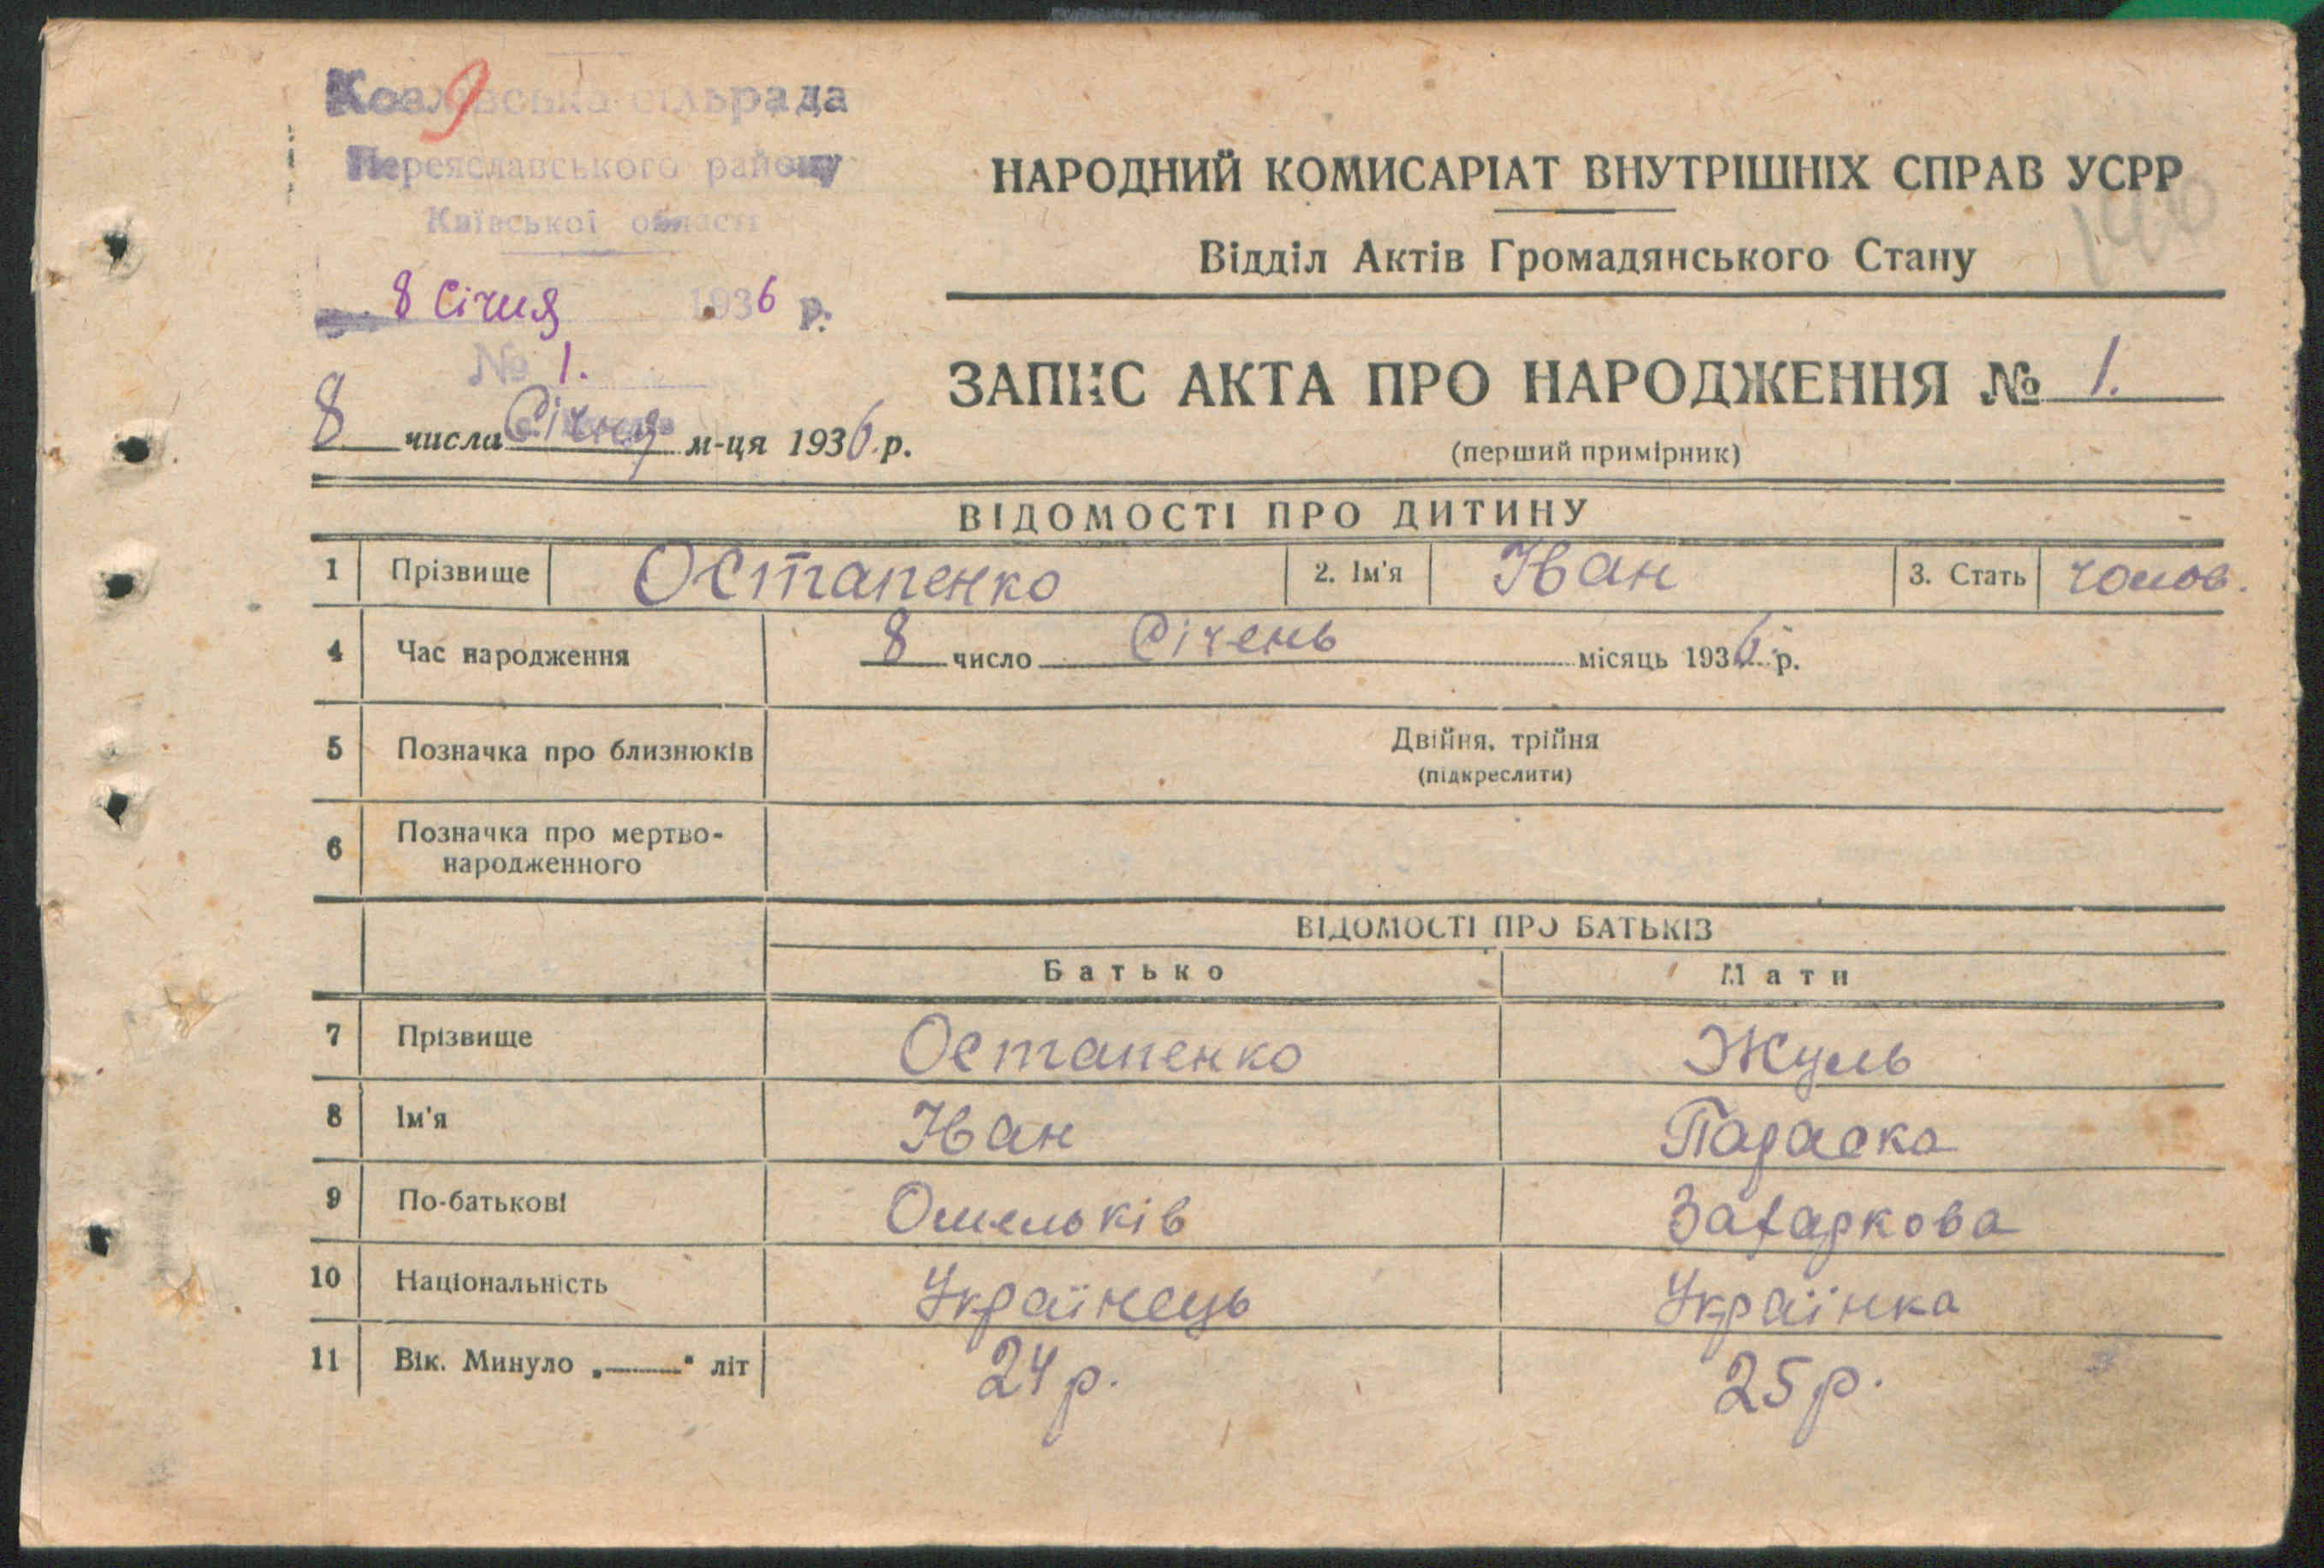 9
Козлівська сільрада
Переяславського району
Київської області
8 Січня 1936 р.
№ 1.
8 числа Січня м-ця 1936 р.
НАРОДНИЙ КОМИСАРІАТ ВНУТРІШНІХ СПРАВ УСРР
Відділ Актів Громадянського Стану
ЗАПИС АКТА ПРО НАРОДЖЕННЯ № 1.
(перший примірник)
ВІДОМОСТІ ПРО ДИТИНУ
1 Прізвище Остапенко 2. Ім'я Іван 3. Стать чолов.
4 Час народження 8 число Січень місяць 1936 р.
5 Позначка про близнюків Двійня, трійня
(підкреслити)
6 Позначка про мертво-
народженного
ВІДОМОСТІ ПРО БАТЬКІВ
Батько Мати
7 Прізвище Остапенко Жуль
8 Ім'я Іван Параска
9 По-батькові Омельків Захаркова
10 Національність Українець Українка
11 Вік. Минуло „——" літ 24 р. 25 р.